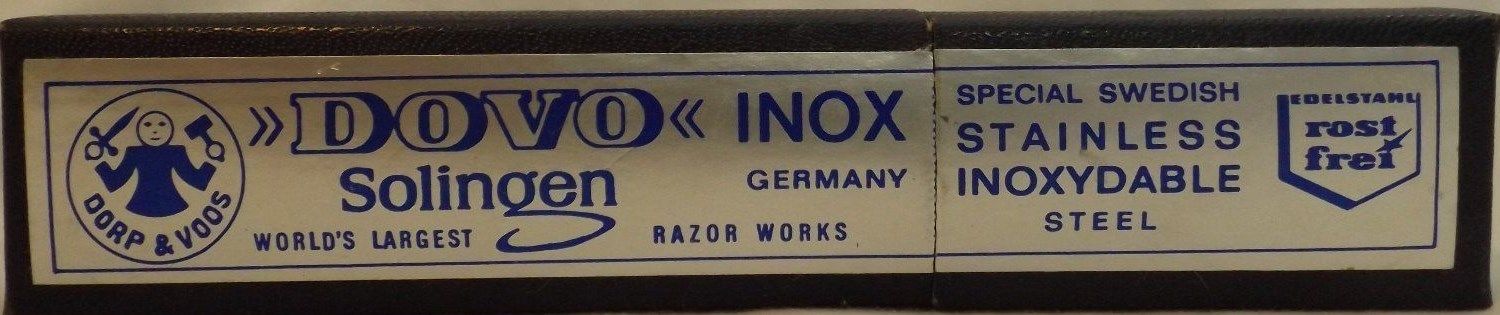 DORP & VOOS
»DOVO« INOX
Solingen
GERMANY
WORLD'S LARGEST RAZOR WORKS
SPECIAL SWEDISH
STAINLESS
INOXYDABLE
STEEL
EDELSTAHL
rost
frei